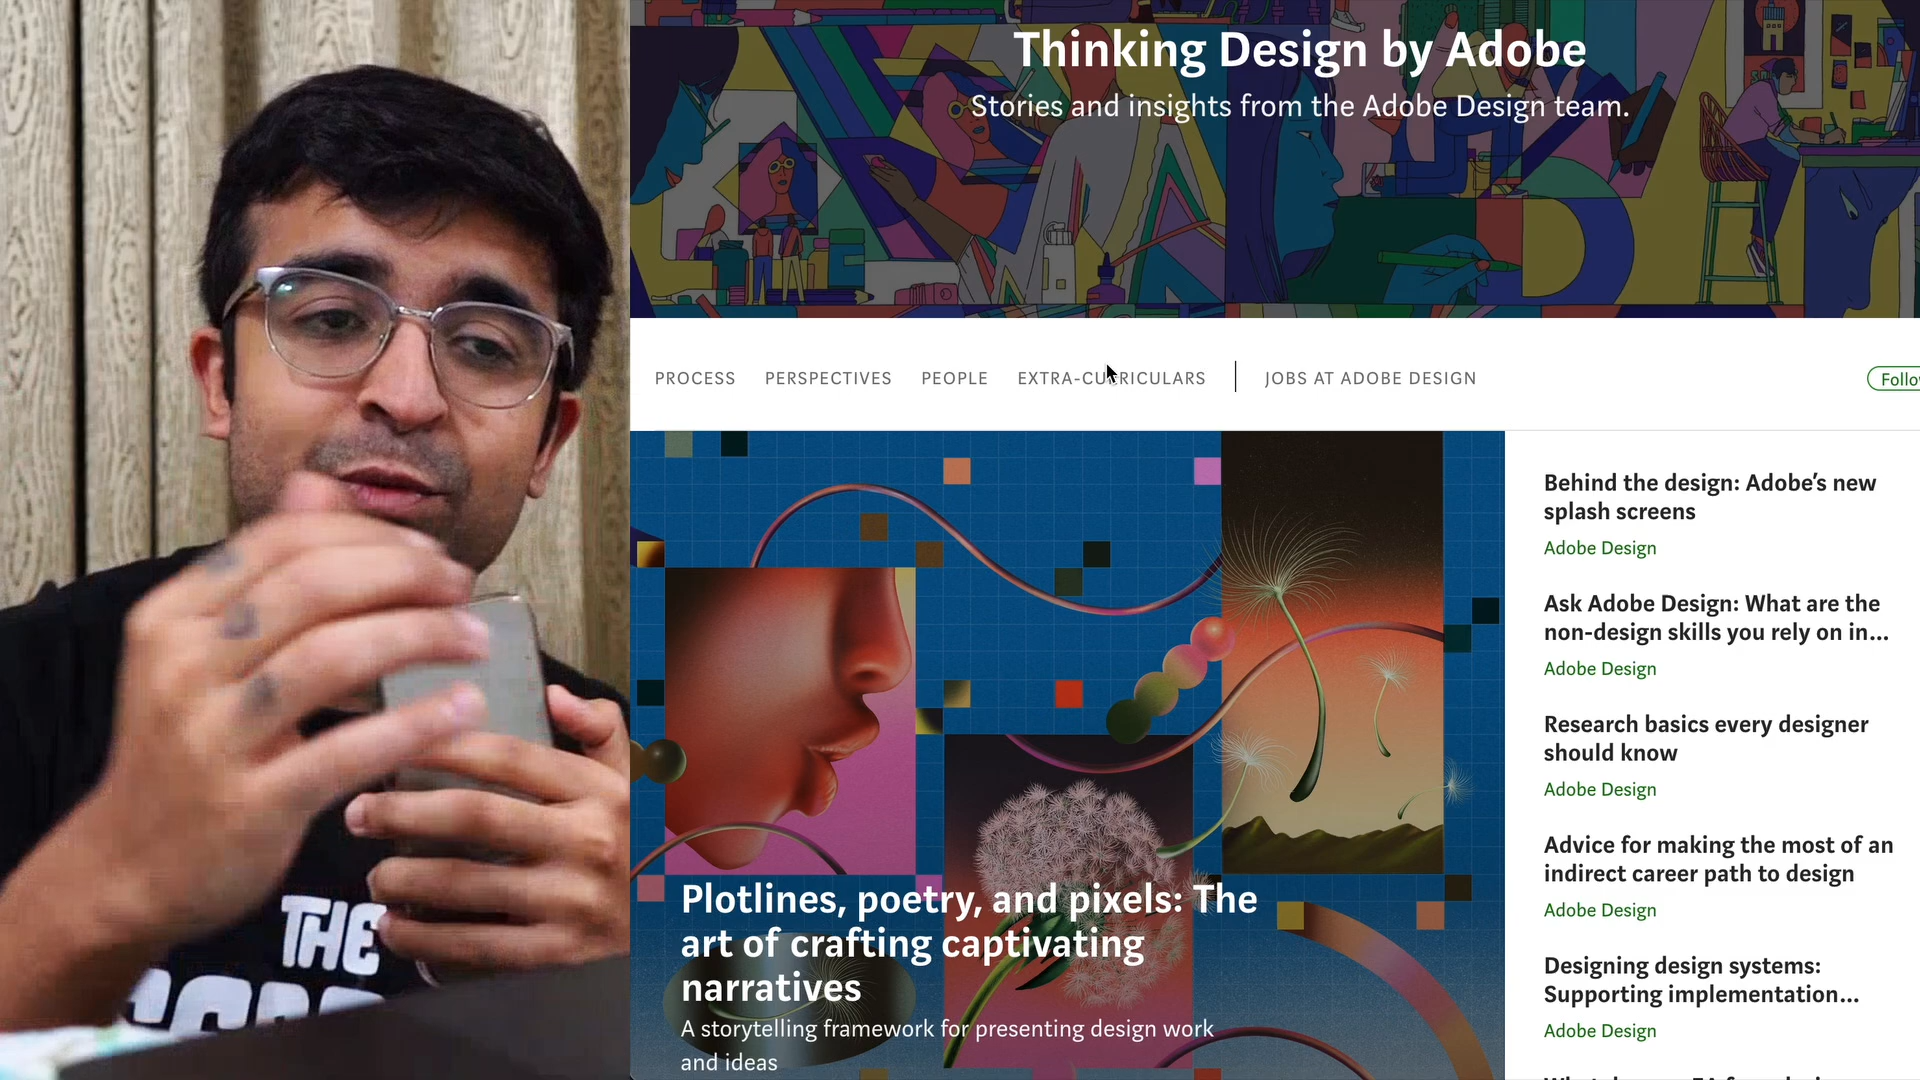 Thinking Design by Adobe
Stories and insights from the Adobe Design team.
PROCESS PERSPECTIVES PEOPLE EXTRA-CURRICULARS JOBS AT ADOBE DESIGN
Plotlines, poetry, and pixels: The
art of crafting captivating
narratives
A storytelling framework for presenting design work
and ideas
Behind the design: Adobe’s new
splash screens
Adobe Design
Ask Adobe Design: What are the
non-design skills you rely on in...
Adobe Design
Research basics every designer
should know
Adobe Design
Advice for making the most of an
indirect career path to design
Adobe Design
Designing design systems:
Supporting implementation...
Adobe Design
THE